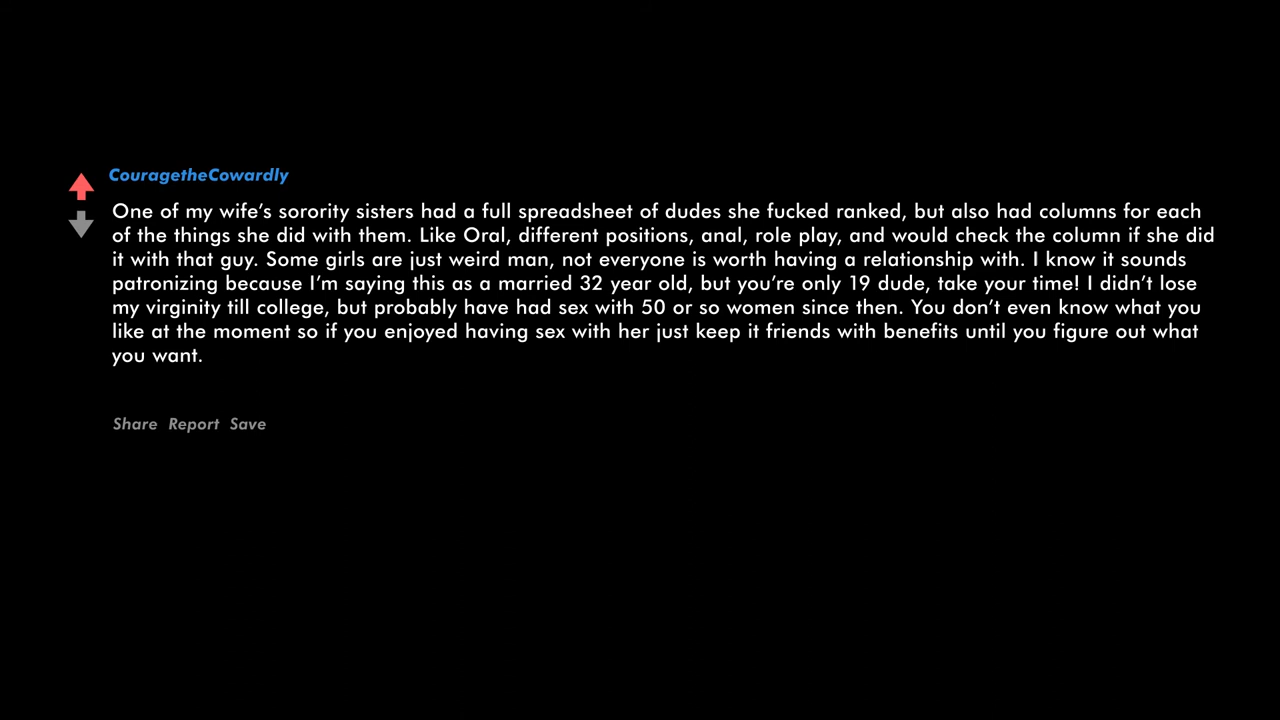 CouragetheCowardly
One of my wife's sorority sisters had a full spreadsheet of dudes she fucked ranked, but also had columns for each
of the things she did with them. Like Oral, different positions, anal, role play, and would check the column if she did
it with that guy. Some girls are just weird man, not everyone is worth having a relationship with. I know it sounds
patronizing because I'm saying this as a married 32 year old, but you're only 19 dude, take your time! I didn't lose
my virginity till college, but probably have had sex with 50 or so women since then. You don't even know what you
like at the moment so if you enjoyed having sex with her just keep it friends with benefits until you figure out what
you want.
Share Report Save